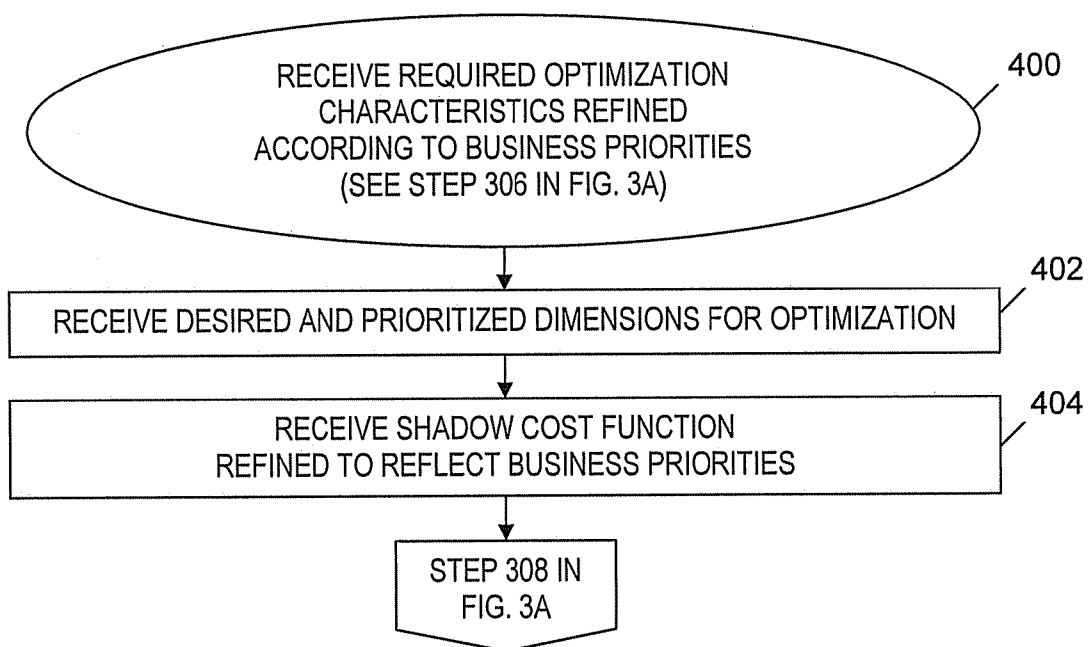 RECEIVE REQUIRED OPTIMIZATION
CHARACTERISTICS REFINED
ACCORDING TO BUSINESS PRIORITIES
(SEE STEP 306 IN FIG. 3A)
400
RECEIVE DESIRED AND PRIORITIZED DIMENSIONS FOR OPTIMIZATION
402
RECEIVE SHADOW COST FUNCTION
REFINED TO REFLECT BUSINESS PRIORITIES
404
STEP 308 IN
FIG. 3A